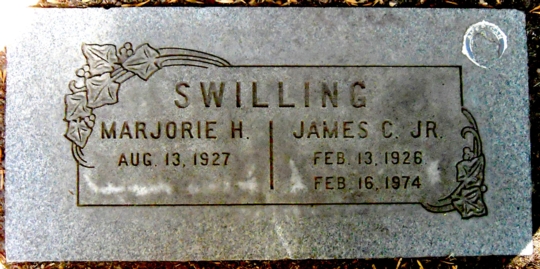 SWILLING
MARJORIE H.
AUG. 13, 1927
JAMES C. JR.
FEB. 13, 1926
FEB. 16, 1974